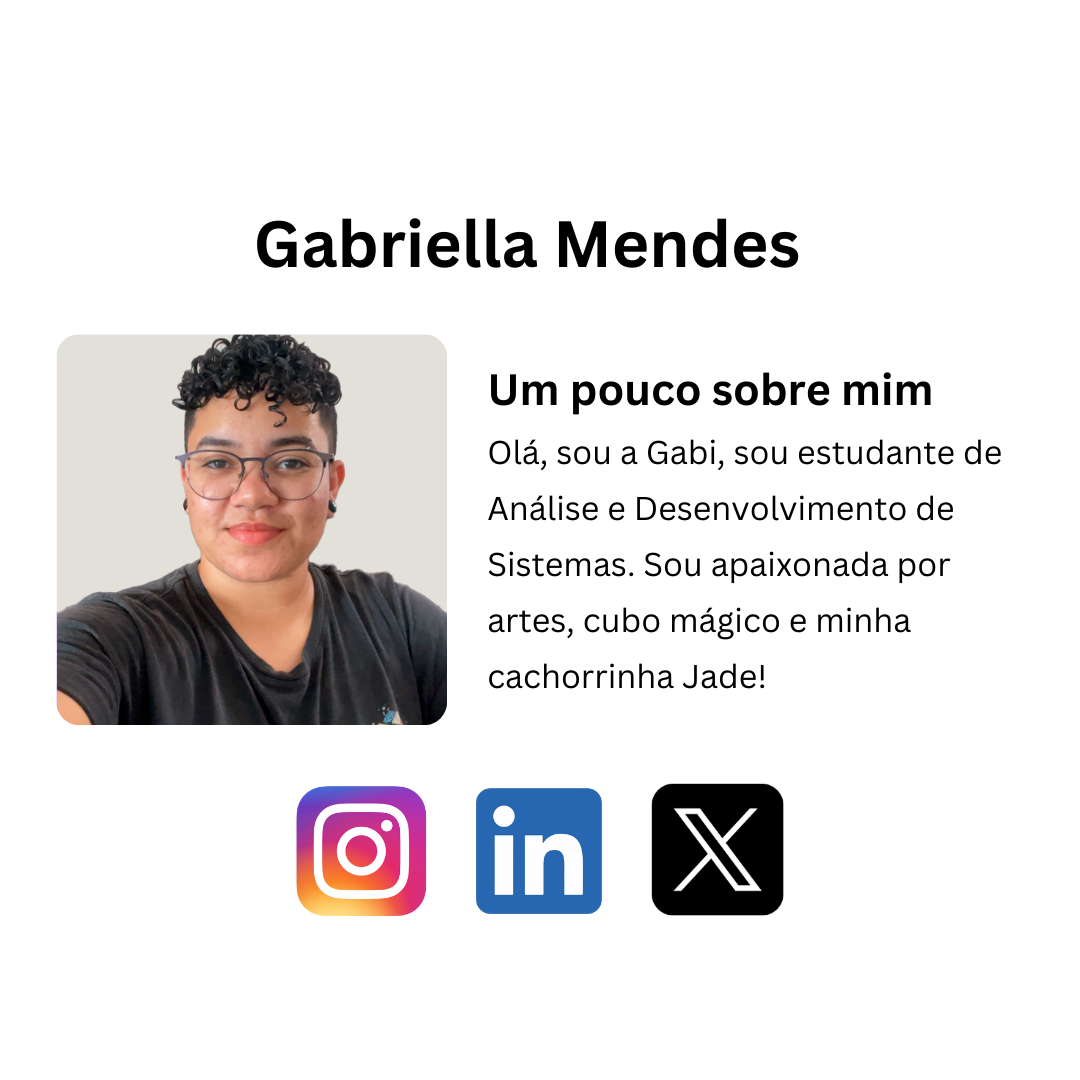 Gabriella Mendes
Um pouco sobre mim
Olá, sou a Gabi, sou estudante de
Análise e Desenvolvimento de
Sistemas. Sou apaixonada por
artes, cubo mágico e minha
cachorrinha Jade!
in
X